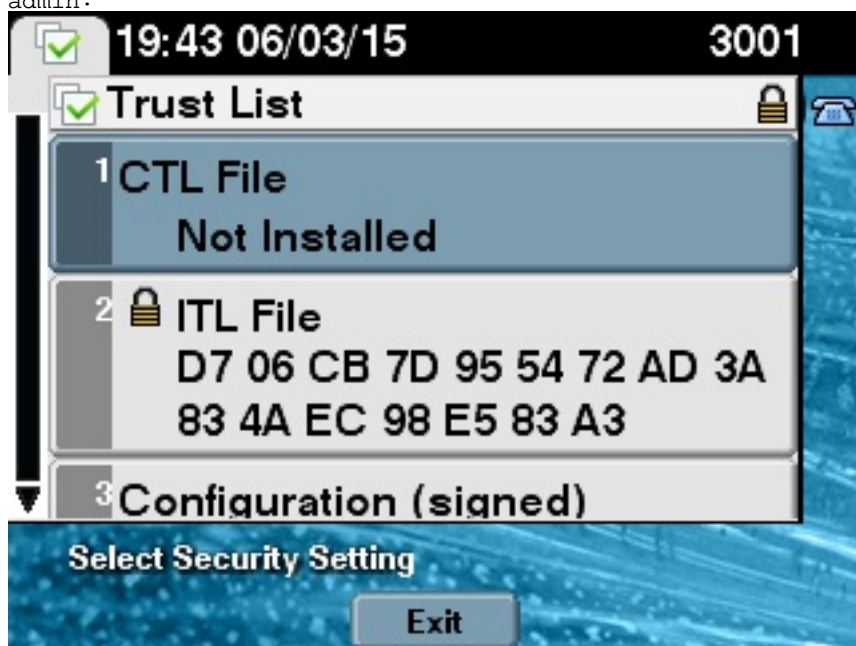 admin:
19:43 06/03/15 3001
Trust List
1 CTL File
Not Installed
2 ITL File
D7 06 CB 7D 95 54 72 AD 3A
83 4A EC 98 E5 83 A3
3 Configuration (signed)
Select Security Setting
Exit